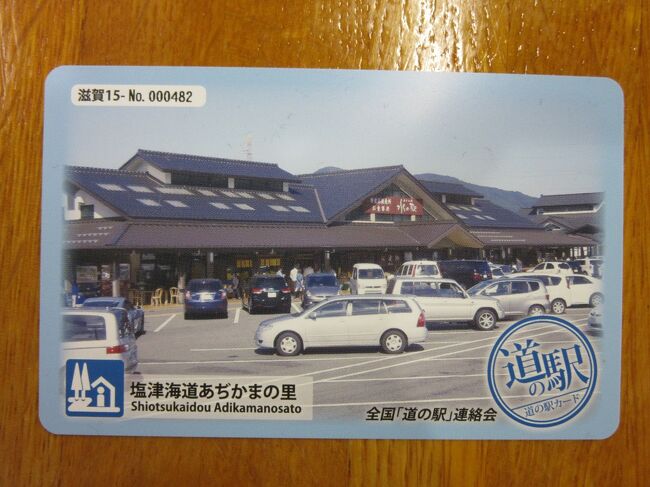 滋賀15- No. 000482
塩津海道あぢかまの里
Shiotsukaidou Adikamanosato
全国「道の駅」連絡会
道の駅
道の駅カード